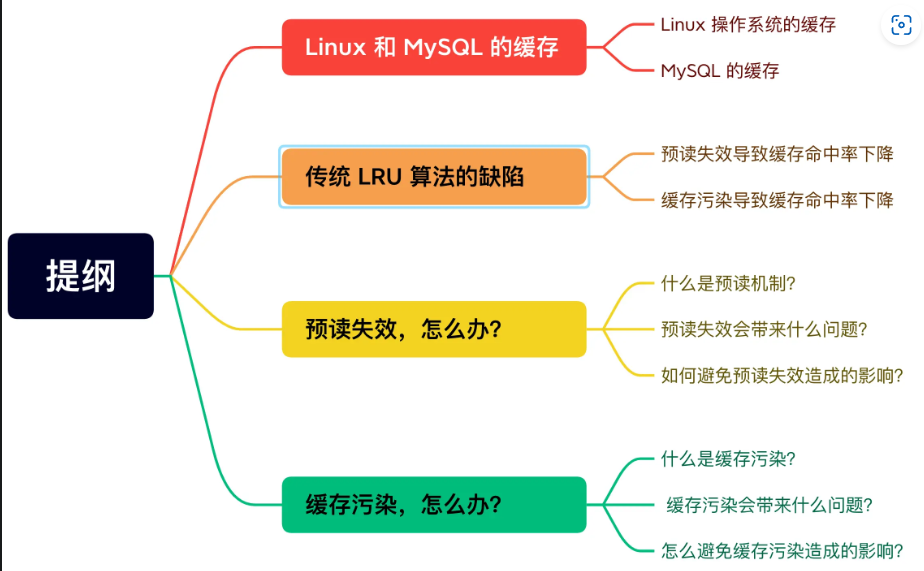 提纲
Linux 和 MySQL 的缓存
Linux 操作系统的缓存
MySQL 的缓存
传统 LRU 算法的缺陷
预读失效导致缓存命中率下降
缓存污染导致缓存命中率下降
预读失效，怎么办?
什么是预读机制?
预读失效会带来什么问题?
如何避免预读失效造成的影响?
缓存污染，怎么办?
什么是缓存污染?
缓存污染会带来什么问题?
怎么避免缓存污染造成的影响?